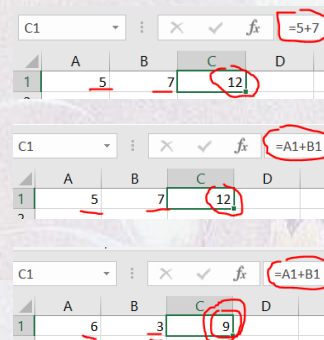 C1 fx =5+7
A B C D
1 5 7 12
C1 fx =A1+B1
A B C D
1 5 7 12
2
C1 fx =A1+B1
A B C D
1 6 3 9